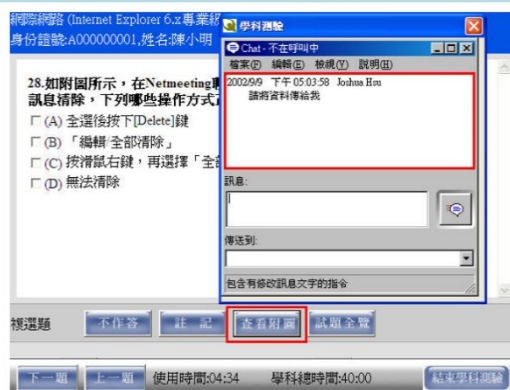 網際網路 (Internet Explorer 6.x專業級
身份證號:A000000001,姓名:陳小明
學科測驗
Chat - 不在呼叫中
檔案(F) 編輯(E) 檢視(V) 說明(H)
2002/9/9 下午 05:03:58 Joshua Hsu
請將資料傳給我
28.如附圖所示,在Netmeeting
訊息清除,下列哪些操作方式
(A) 全選後按下[Delete]鍵
(B) 「編輯/全部清除」
(C) 按滑鼠右鍵,再選擇「全
(D) 無法清除
訊息:
傳送到:
包含有修改訊息文字的指令
複選題
不作答
註 記
查看附圖
試題全覽
下一題
上一題
使用時間:04:34
學科總時間:40:00
結束學科測驗